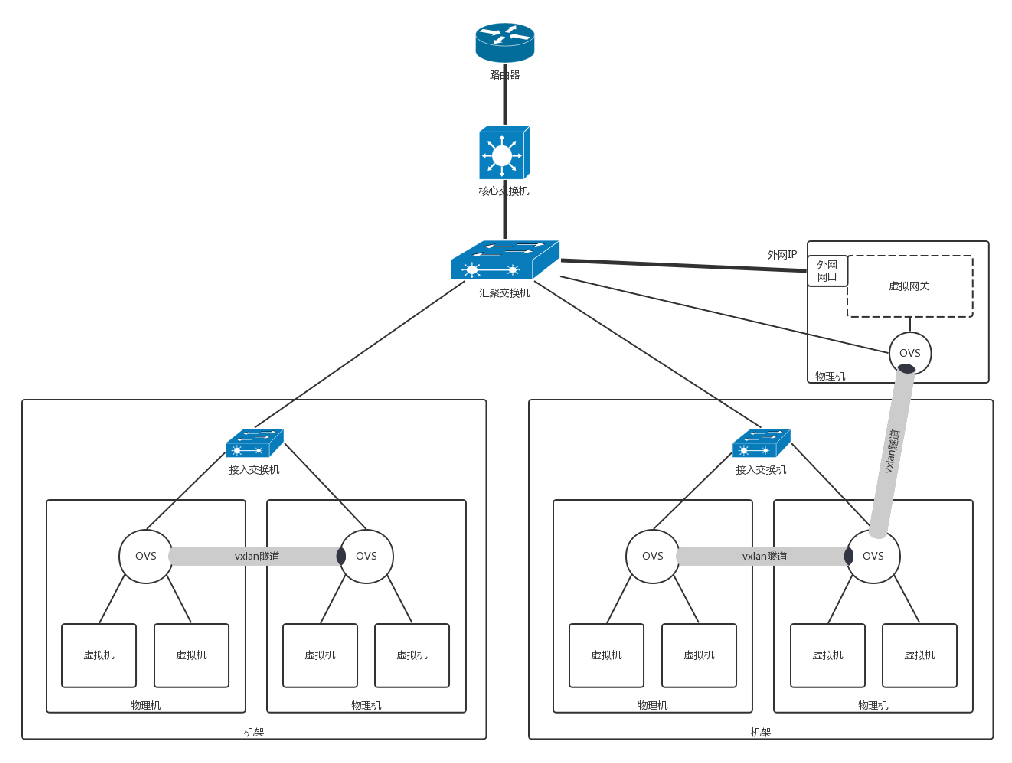 路由器
核心交换机
汇聚交换机
外网IP
外网
网口
虚拟网关
OVS
物理机
vxlan隧道
接入交换机
接入交换机
OVS
vxlan隧道
OVS
OVS
vxlan隧道
OVS
虚拟机
虚拟机
虚拟机
虚拟机
虚拟机
虚拟机
虚拟机
虚拟机
物理机
物理机
物理机
物理机
机架
机架